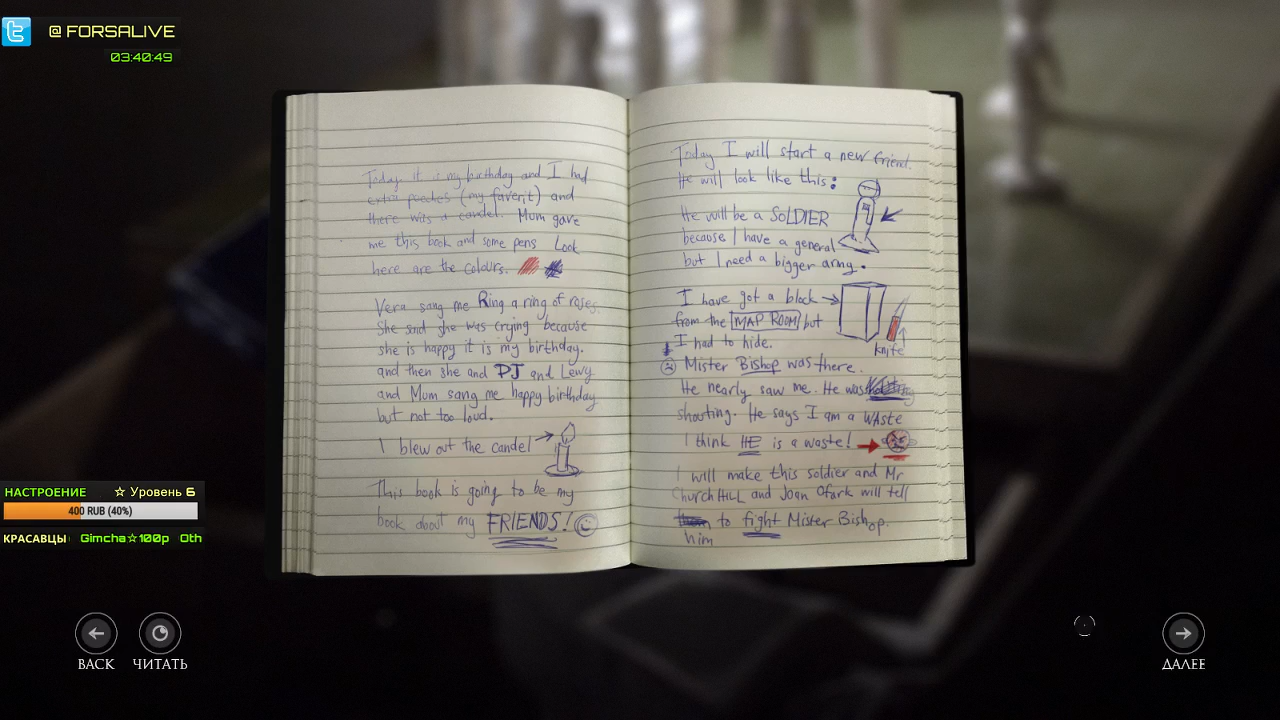 @ FORSALIVE
03:40:49
Today it is my birthday and I had
extra peaches (my faverit) and
there was a candel. Mum gave
me this book and some pens Look
here are the colours.
Vera sang me Ring a ring of roses.
She said she was crying because
she is happy it is my birthday.
and then she and PJ and Lewy
and Mum sang me happy birthday
but not too loud.
I blew out the candel
This book is going to be my
book about my FRIENDS!
Today I will start a new friend.
He will look like this:
He will be a SOLDIER
because I have a general
but I need a bigger army.
I have got a block
from the MAP ROOM but
I had to hide.
knife
Mister Bishop was there.
He nearly saw me. He was
shouting. He says I am a WASTE
I think HE is a waste!
I will make this soldier and Mr
ChurcHHILL and Joan Ofark will tell
to fight Mister Bishop.
him
НАСТРОЕНИЕ ☆ Уровень 6
400 RUB (40%)
КРАСАВЦЫ Gimcha☆100р Oth
BACK
ЧИТАТЬ
ДАЛЕЕ